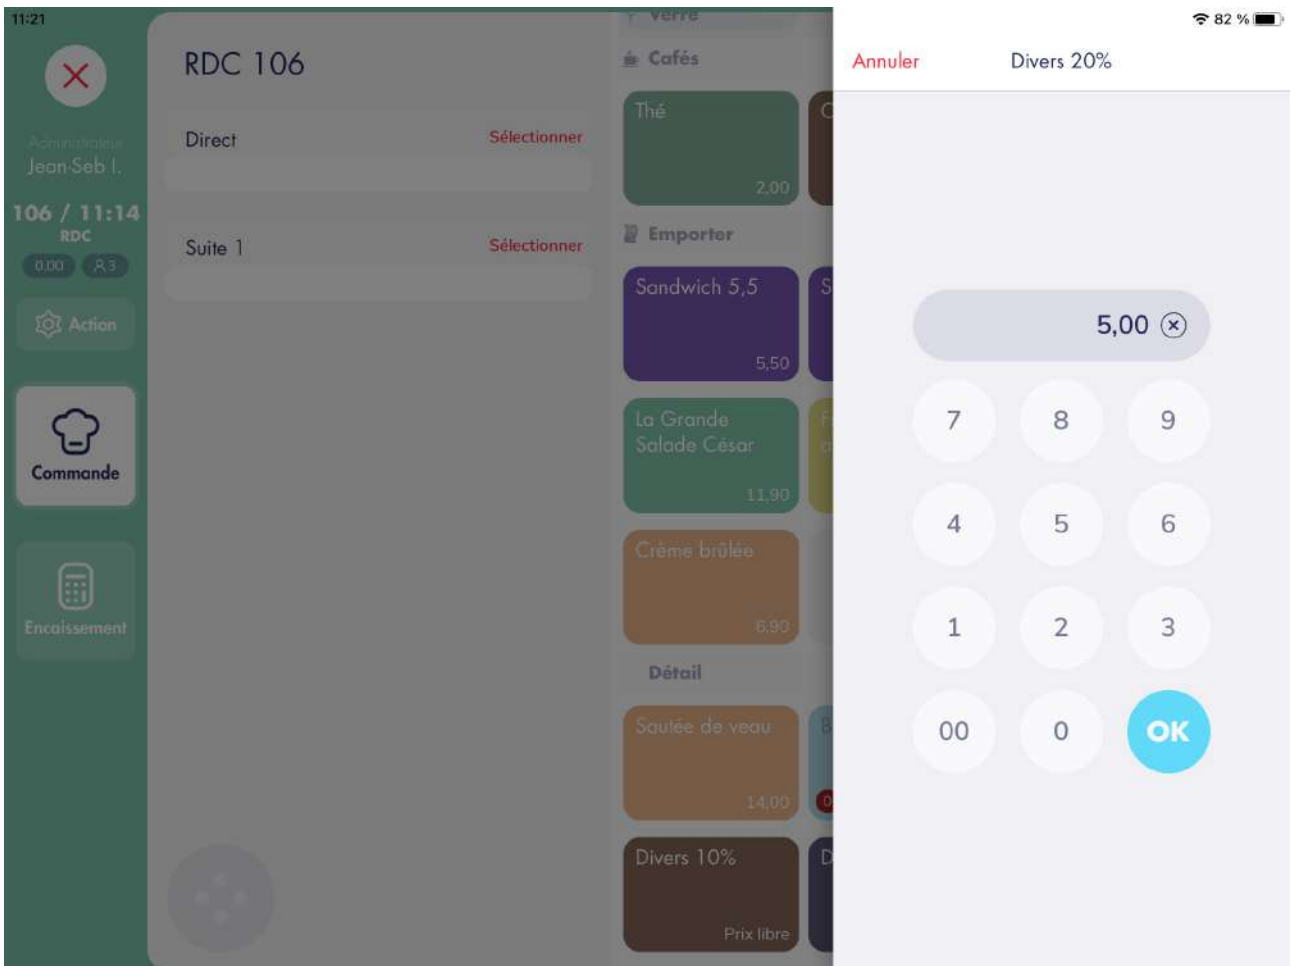 11:21
82 %
Administrateur
Jean-Seb I.
106 / 11:14
RDC
0.00
3
Action
Commande
Encaissement
RDC 106
Direct
Sélectionner
Suite 1
Sélectionner
Verre
Cafés
Thé
2,00
Emporter
Sandwich 5,5
5,50
La Grande
Salade César
11,90
Crème brûlée
6,90
Détail
Sautée de veau
14,00
Divers 10%
Prix libre
Annuler
Divers 20%
5,00
7
8
9
4
5
6
1
2
3
00
0
OK